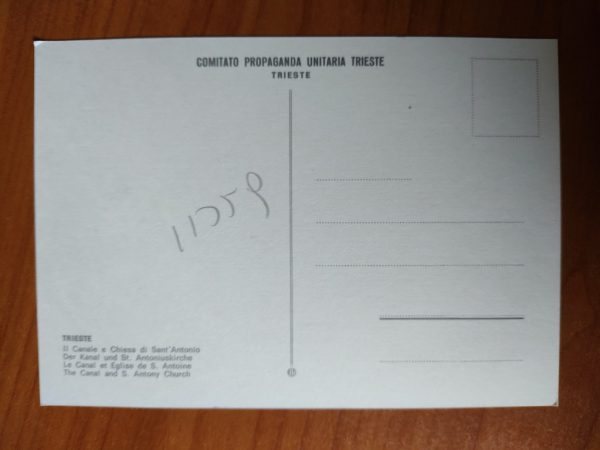 COMITATO PROPAGANDA UNITARIA TRIESTE
TRIESTE
TRIESTE
Il Canale e Chiesa di Sant'Antonio
Der Kanal und St. Antoniuskirche
Le Canal et Eglise de S. Antoine
The Canal and S. Antony Church